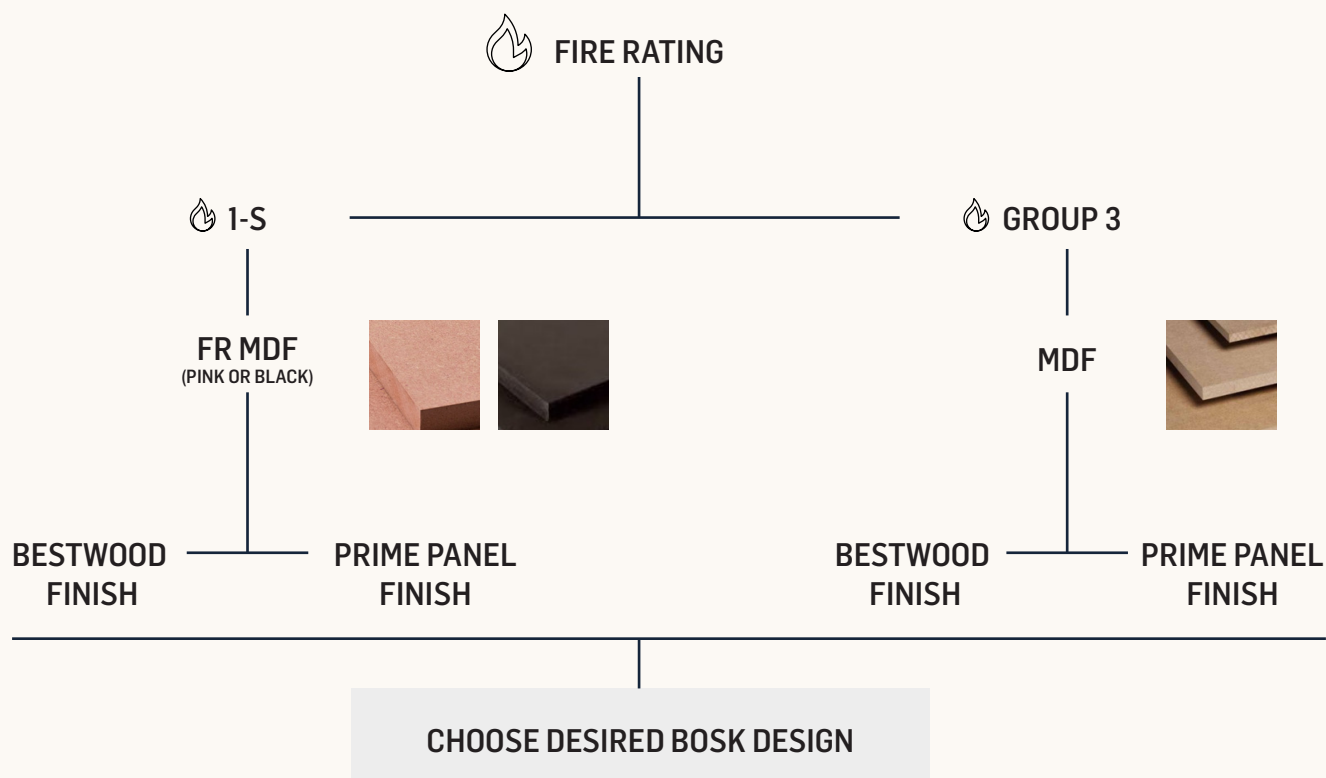 FIRE RATING
1-S
GROUP 3
FR MDF
(PINK OR BLACK)
MDF
BESTWOOD
FINISH
PRIME PANEL
FINISH
BESTWOOD
FINISH
PRIME PANEL
FINISH
CHOOSE DESIRED BOSK DESIGN